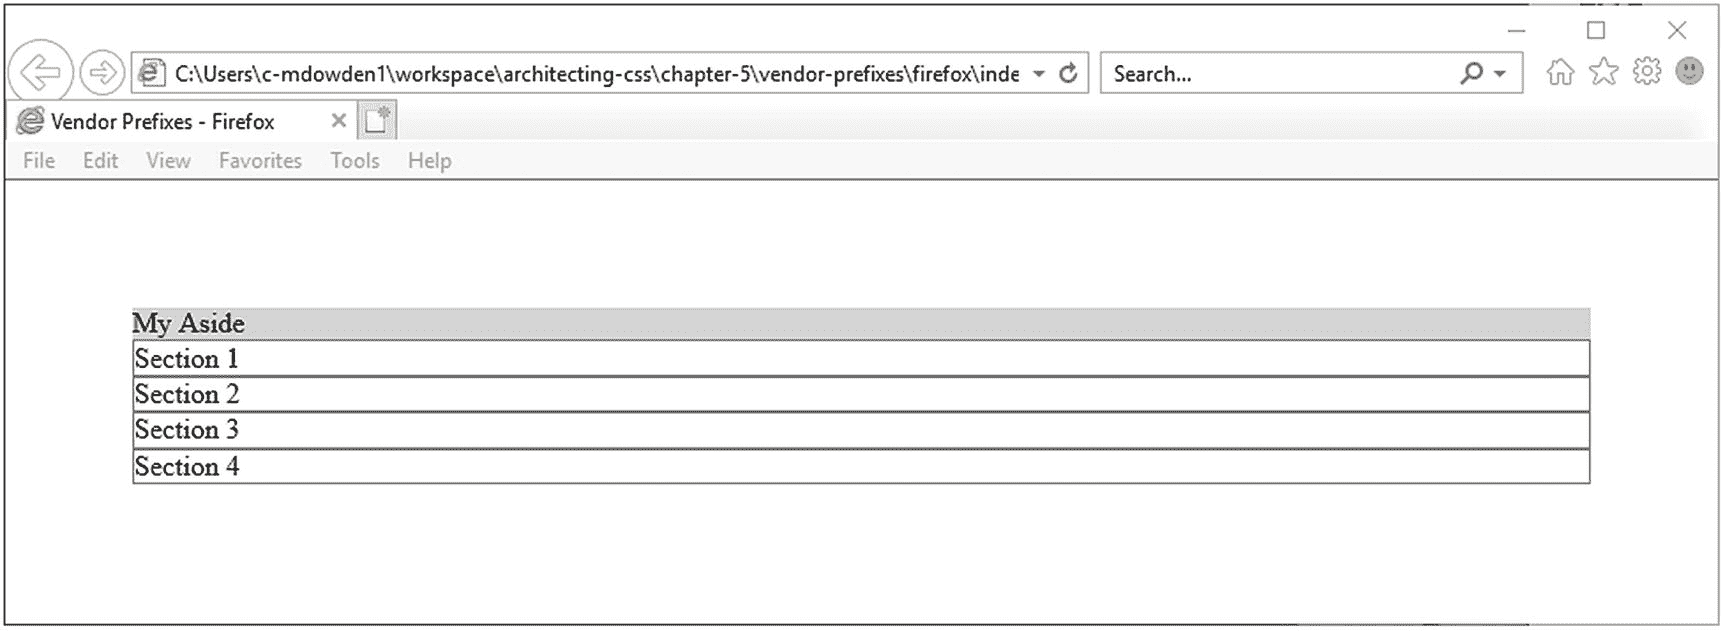 C:\Users\c-mdowden1\workspace\architecting-css\chapter-5\vendor-prefixes\firefox\inde
Search...
Vendor Prefixes - Firefox
File Edit View Favorites Tools Help
My Aside
Section 1
Section 2
Section 3
Section 4